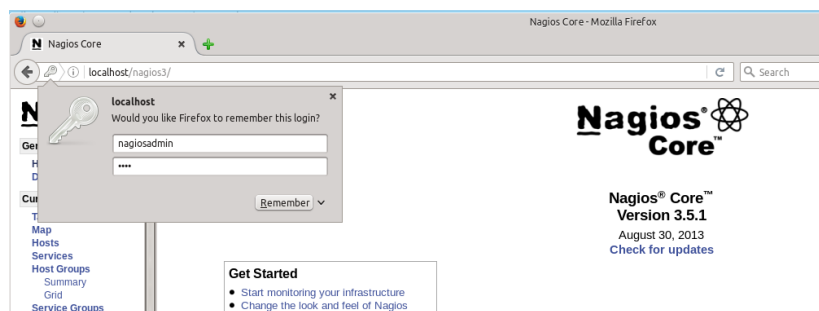 Nagios Core - Mozilla Firefox
N Nagios Core
localhost/nagios3/
Search
localhost
Would you like Firefox to remember this login?
nagiosadmin
••••
Remember
N
Ge
H
D
Cu
T
Map
Hosts
Services
Host Groups
Summary
Grid
Service Groups
Get Started
• Start monitoring your infrastructure
• Change the look and feel of Nagios
Nagios®
Core™
Nagios® Core™
Version 3.5.1
August 30, 2013
Check for updates